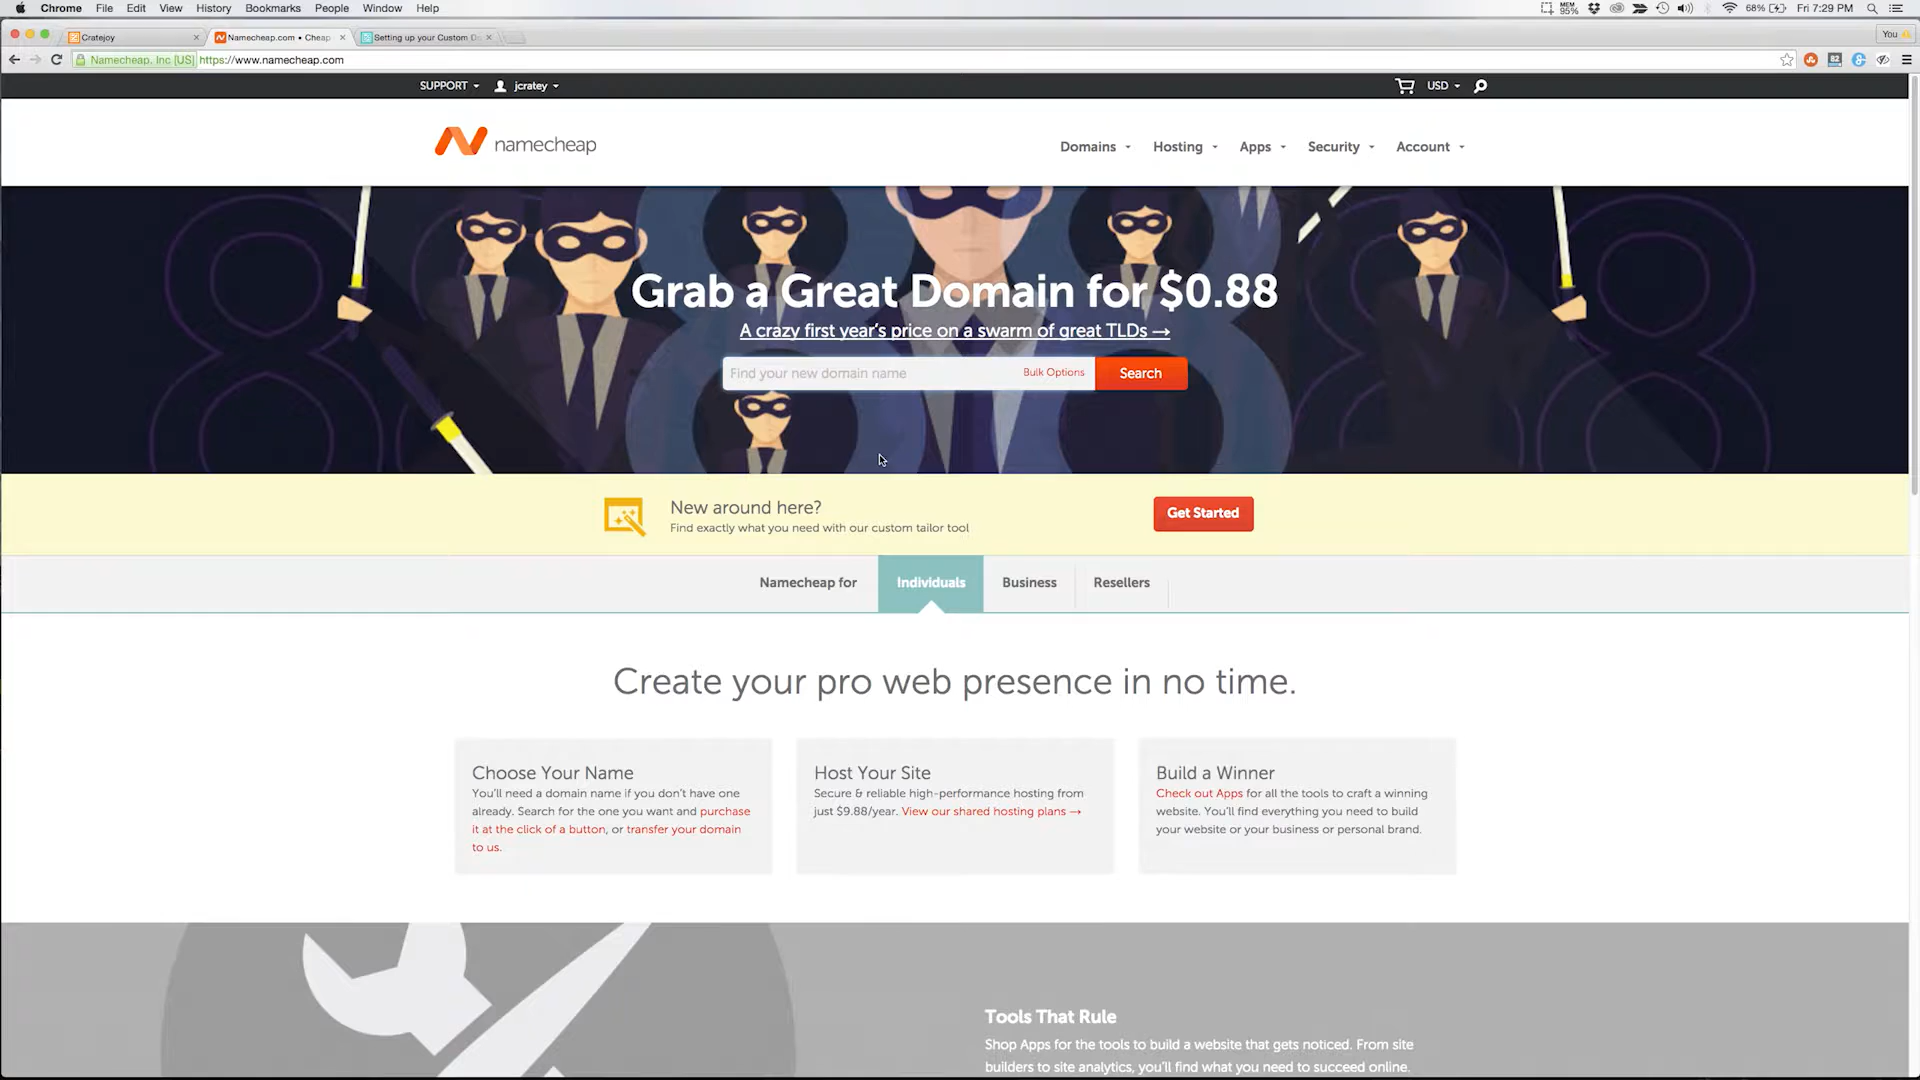 Chrome File Edit View History Bookmarks People Window Help
MEM 95% 68% Fri 7:29 PM
Cratejoy
Namecheap.com • Cheap
Setting up your Custom D
You
Namecheap, Inc [US] https://www.namecheap.com
82
SUPPORT jcratey USD
namecheap
Domains Hosting Apps Security Account
Grab a Great Domain for $0.88
A crazy first year's price on a swarm of great TLDs →
Find your new domain name Bulk Options Search
New around here?
Find exactly what you need with our custom tailor tool
Get Started
Namecheap for Individuals Business Resellers
Create your pro web presence in no time.
Choose Your Name
You'll need a domain name if you don't have one
already. Search for the one you want and purchase
it at the click of a button, or transfer your domain
to us.
Host Your Site
Secure & reliable high-performance hosting from
just $9.88/year. View our shared hosting plans →
Build a Winner
Check out Apps for all the tools to craft a winning
website. You'll find everything you need to build
your website or your business or personal brand.
Tools That Rule
Shop Apps for the tools to build a website that gets noticed. From site
builders to site analytics, you'll find what you need to succeed online.